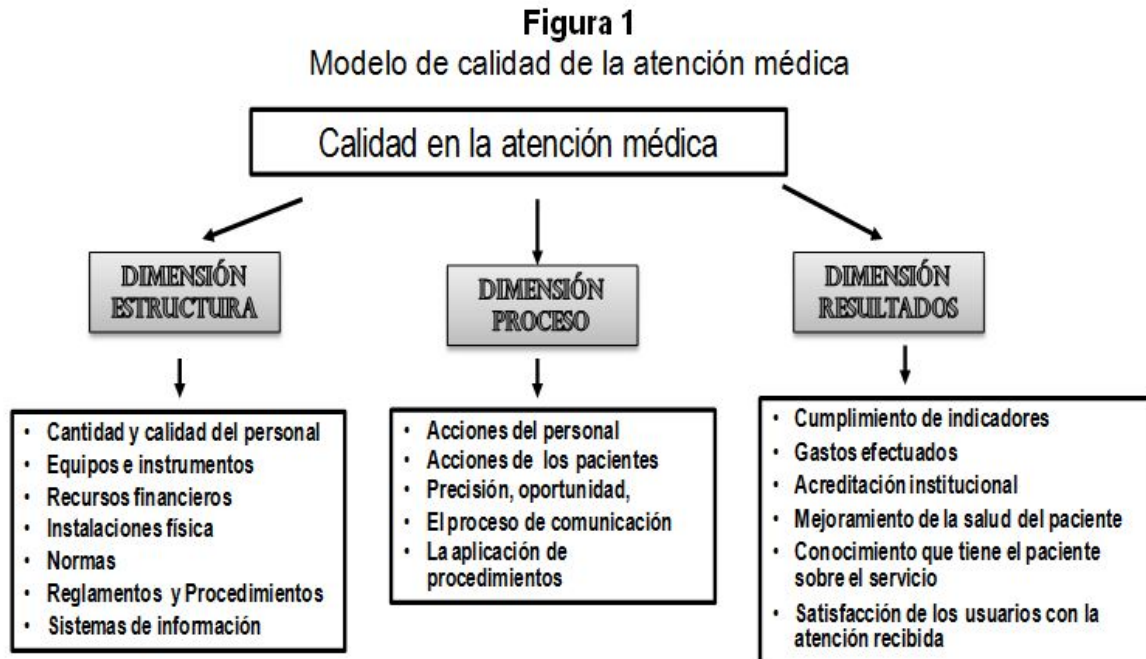 Figura 1
Modelo de calidad de la atención médica
Calidad en la atención médica
DIMENSIÓN
ESTRUCTURA
DIMENSIÓN
PROCESO
DIMENSIÓN
RESULTADOS
• Cantidad y calidad del personal
• Equipos e instrumentos
• Recursos financieros
• Instalaciones física
• Normas
• Reglamentos y Procedimientos
• Sistemas de información
• Acciones del personal
• Acciones de los pacientes
• Precisión, oportunidad,
• El proceso de comunicación
• La aplicación de
procedimientos
• Cumplimiento de indicadores
• Gastos efectuados
• Acreditación institucional
• Mejoramiento de la salud del paciente
• Conocimiento que tiene el paciente
sobre el servicio
• Satisfacción de los usuarios con la
atención recibida